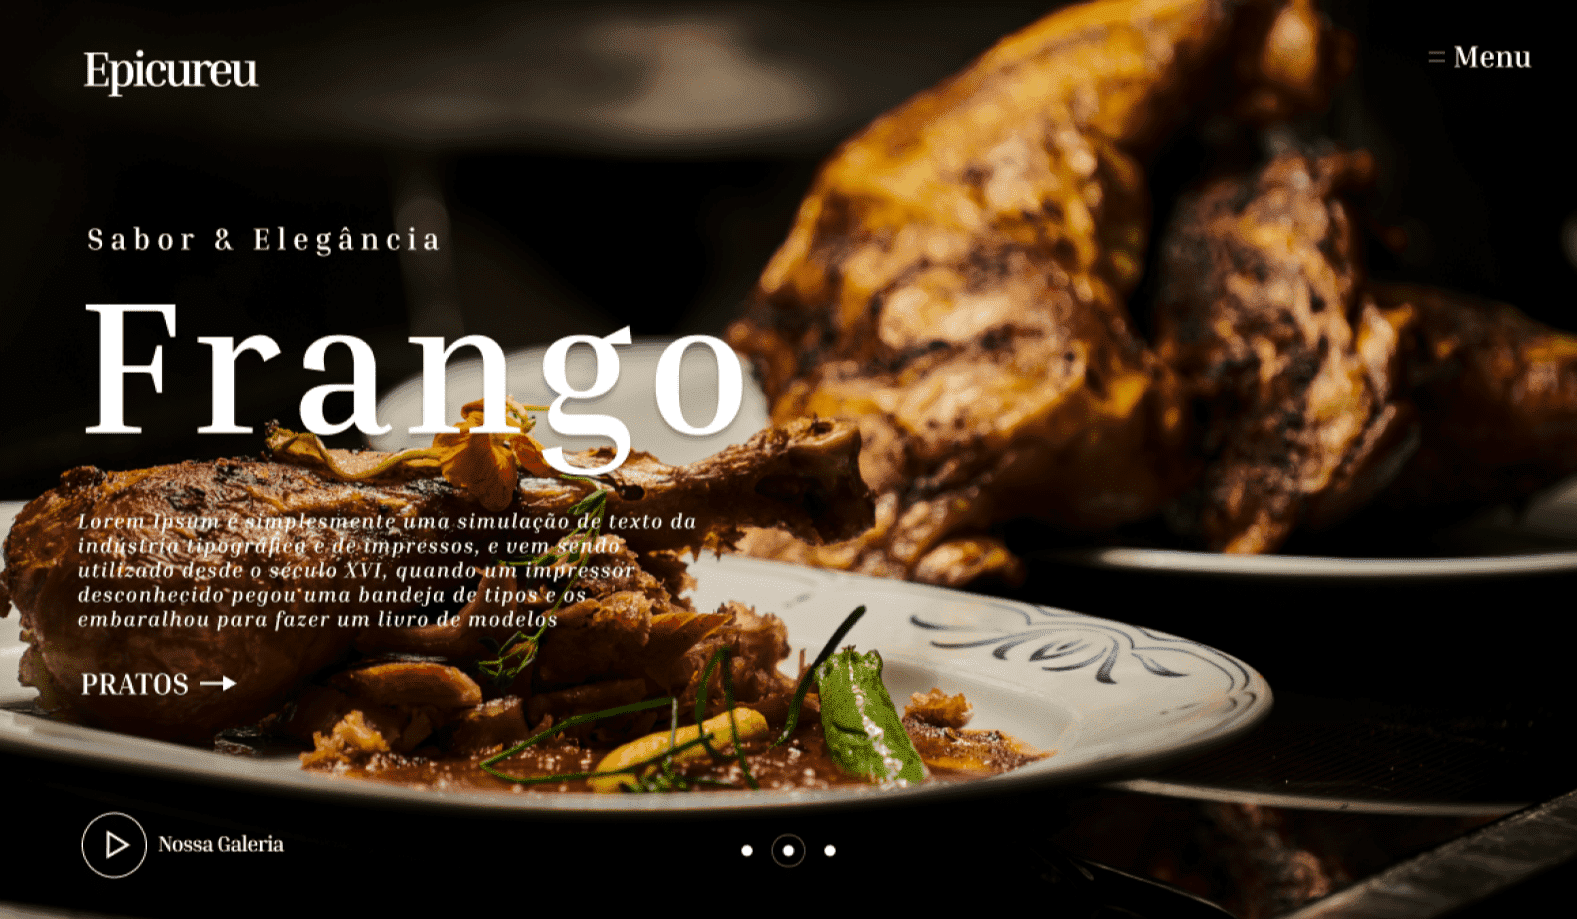 Epicureu
Menu
Sabor & Elegância
Frango
Lorem Ipsum é simplesmente uma simulação de texto da
indústria tipográfica e de impressos, e vem sendo
utilizado desde o século XVI, quando um impressor
desconhecido pegou uma bandeja de tipos e os
embaralhou para fazer um livro de modelos
PRATOS
Nossa Galeria